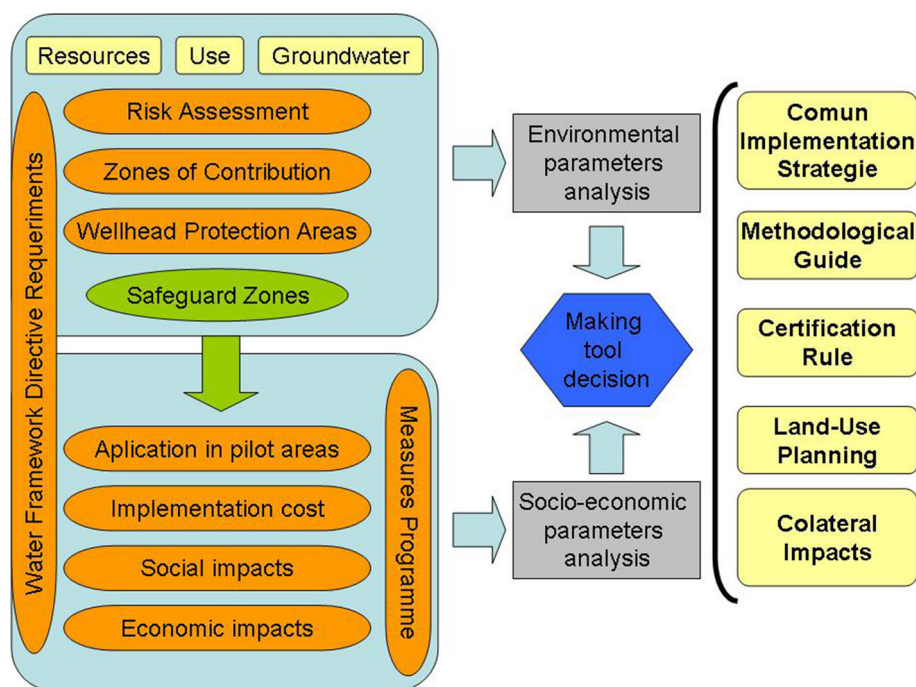 Resources
Use
Groundwater
Water Framework Directive Requeriments
Risk Assessment
Zones of Contribution
Wellhead Protection Areas
Safeguard Zones
Aplication in pilot areas
Implementation cost
Social impacts
Economic impacts
Measures Programme
Environmental
parameters
analysis
Making
tool
decision
Socio-economic
parameters
analysis
Comun
Implementation
Strategie
Methodological
Guide
Certification
Rule
Land-Use
Planning
Colateral
Impacts